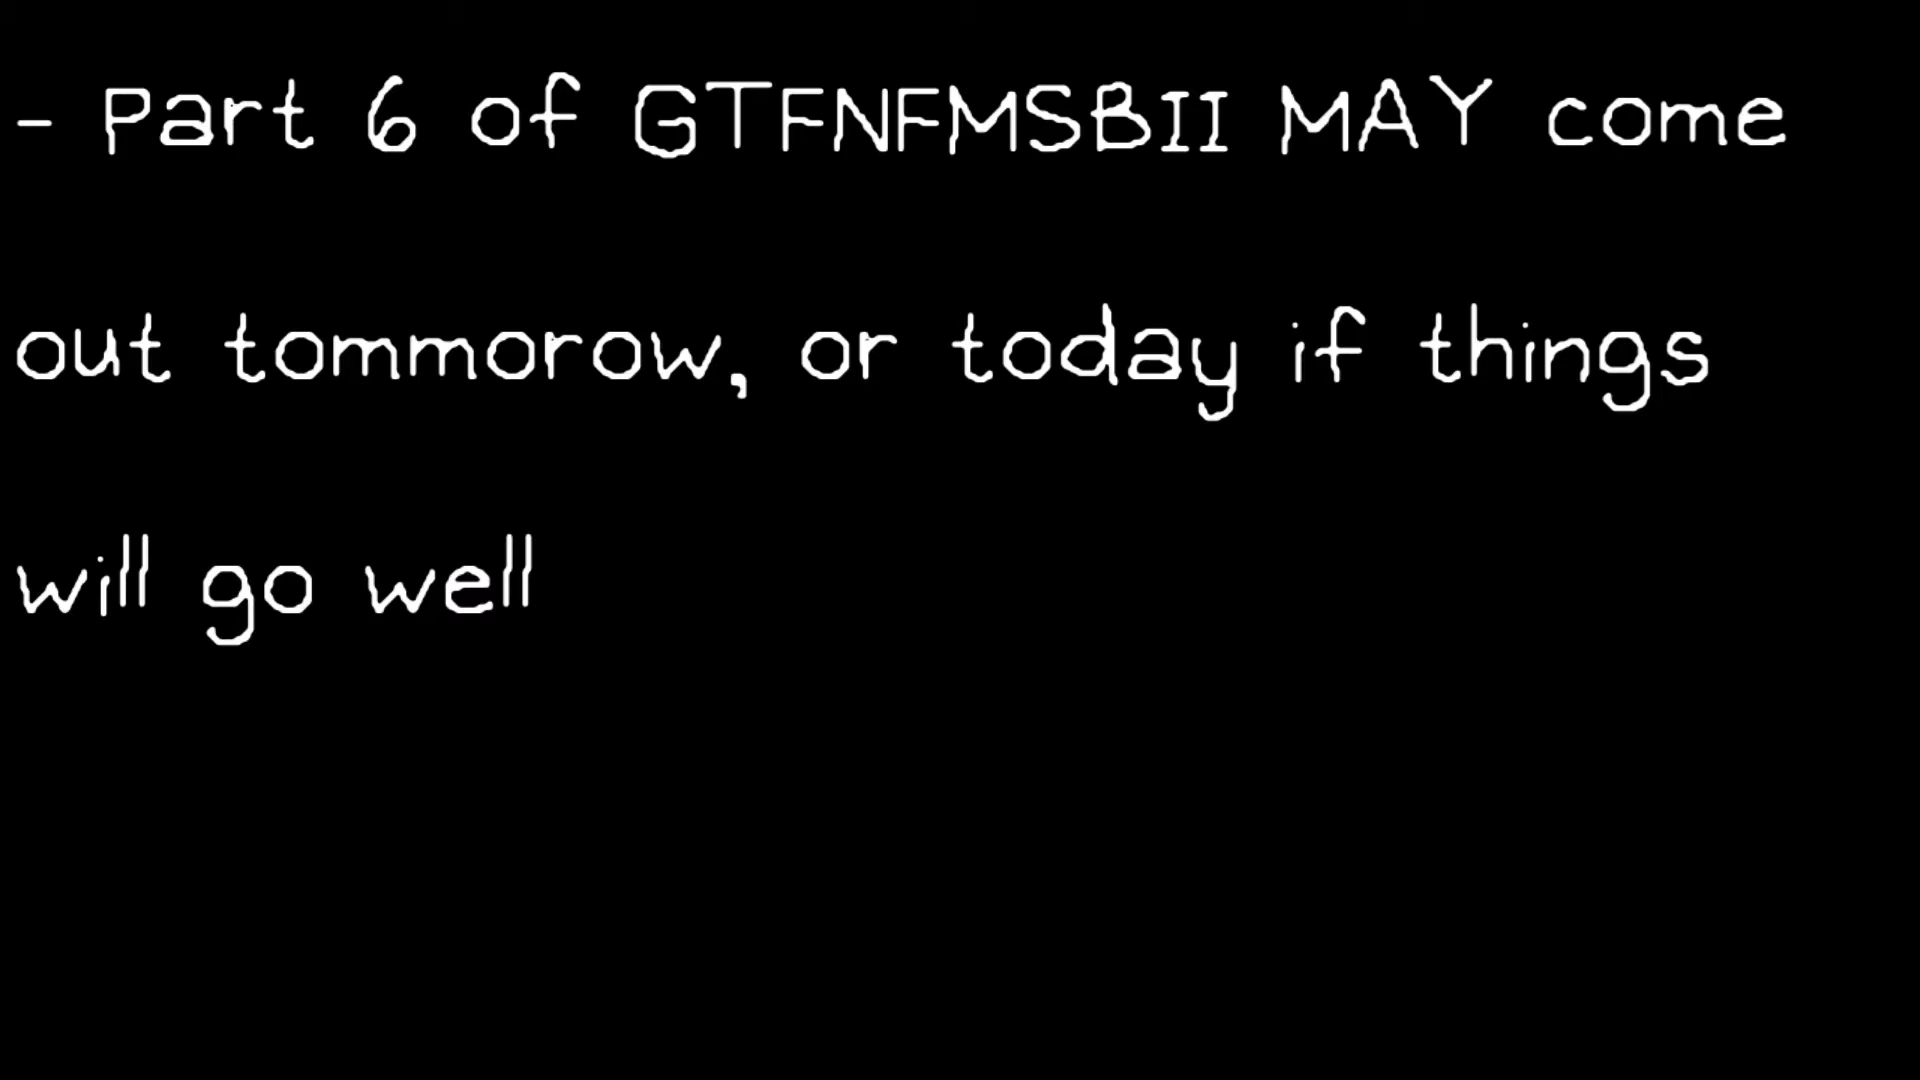 - Part 6 of GTFNFMSBII MAY come
out tommorow, or today if things
will go well